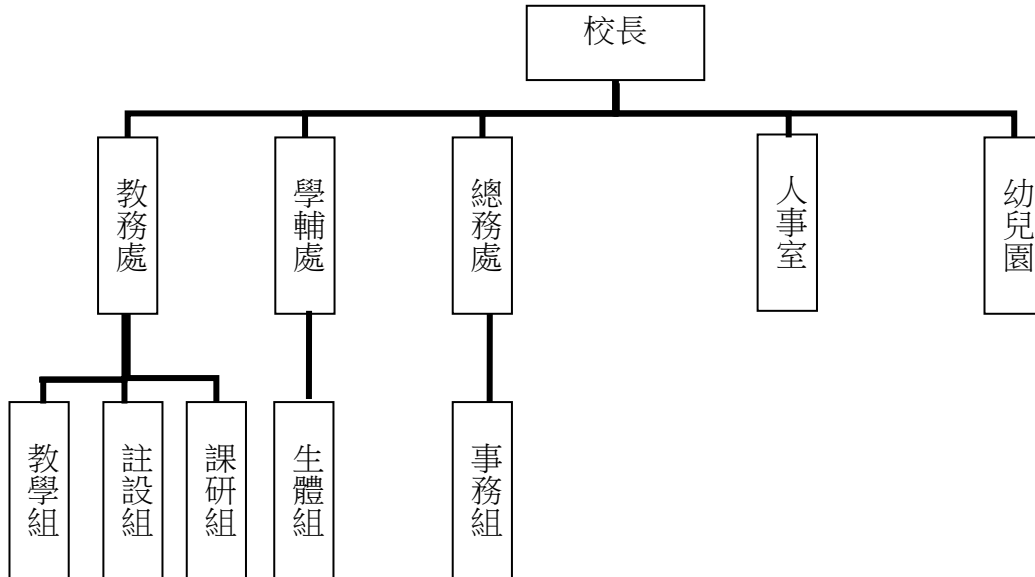 校長
教務處
學輔處
總務處
人事室
幼兒園
教學組
註設組
課研組
生體組
事務組